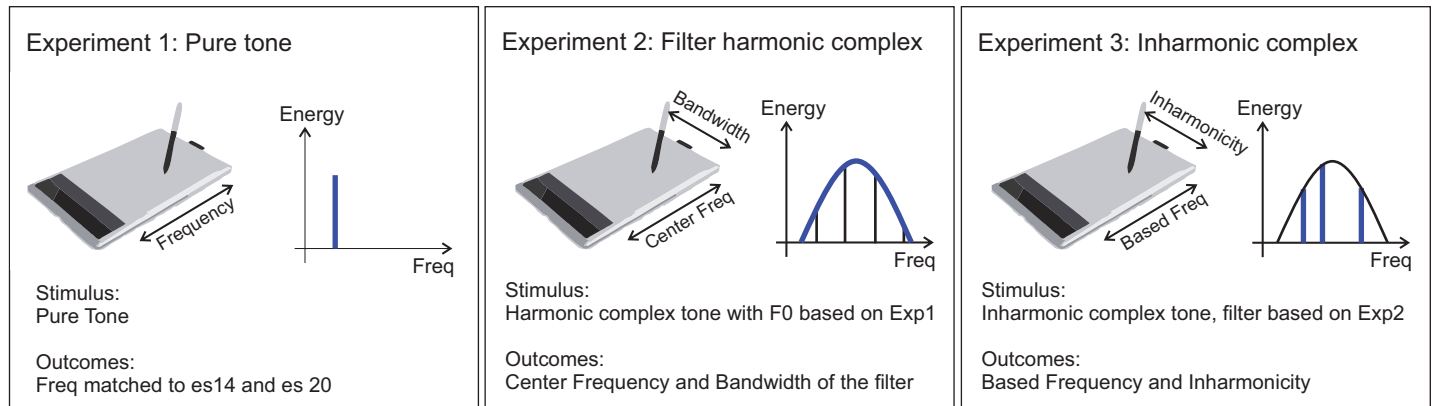 Experiment 1: Pure tone
Energy
Frequency
Freq
Stimulus:
Pure Tone
Outcomes:
Freq matched to es14 and es 20
Experiment 2: Filter harmonic complex
Bandwidth
Energy
Center Freq
Freq
Stimulus:
Harmonic complex tone with F0 based on Exp1
Outcomes:
Center Frequency and Bandwidth of the filter
Experiment 3: Inharmonic complex
Inharmonicity
Energy
Based Freq
Freq
Stimulus:
Inharmonic complex tone, filter based on Exp2
Outcomes:
Based Frequency and Inharmonicity